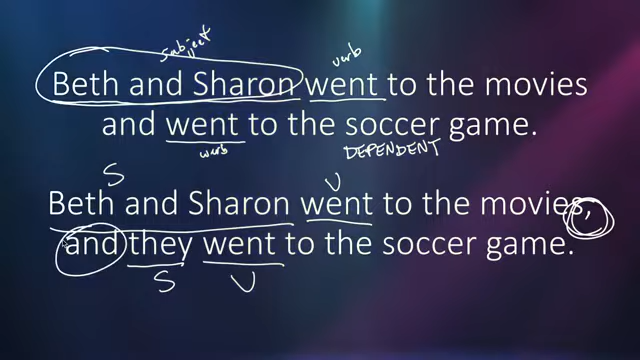 subject verb
Beth and Sharon went to the movies
and went to the soccer game.
verb DEPENDENT
S V
Beth and Sharon went to the movies,
and they went to the soccer game.
S V